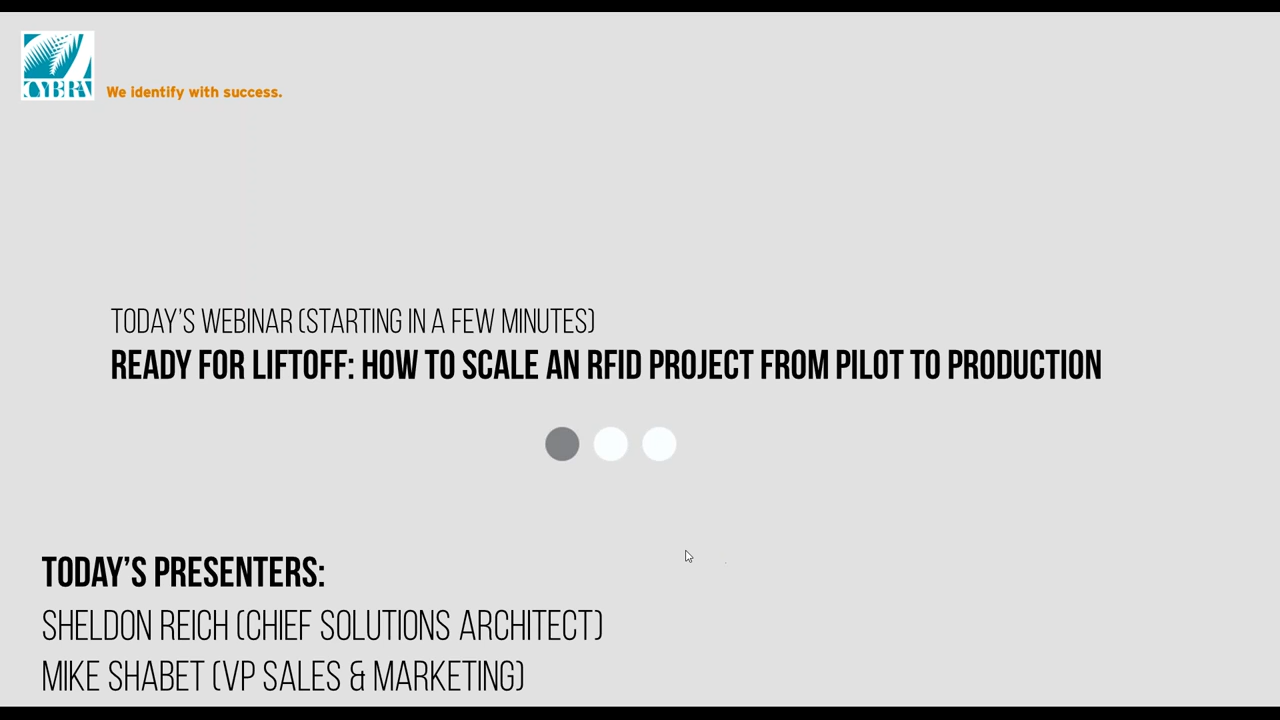 CYBRA
We identify with success.
TODAY'S WEBINAR (STARTING IN A FEW MINUTES)
READY FOR LIFTOFF: HOW TO SCALE AN RFID PROJECT FROM PILOT TO PRODUCTION
TODAY'S PRESENTERS:
SHELDON REICH (CHIEF SOLUTIONS ARCHITECT)
MIKE SHABET (VP SALES & MARKETING)